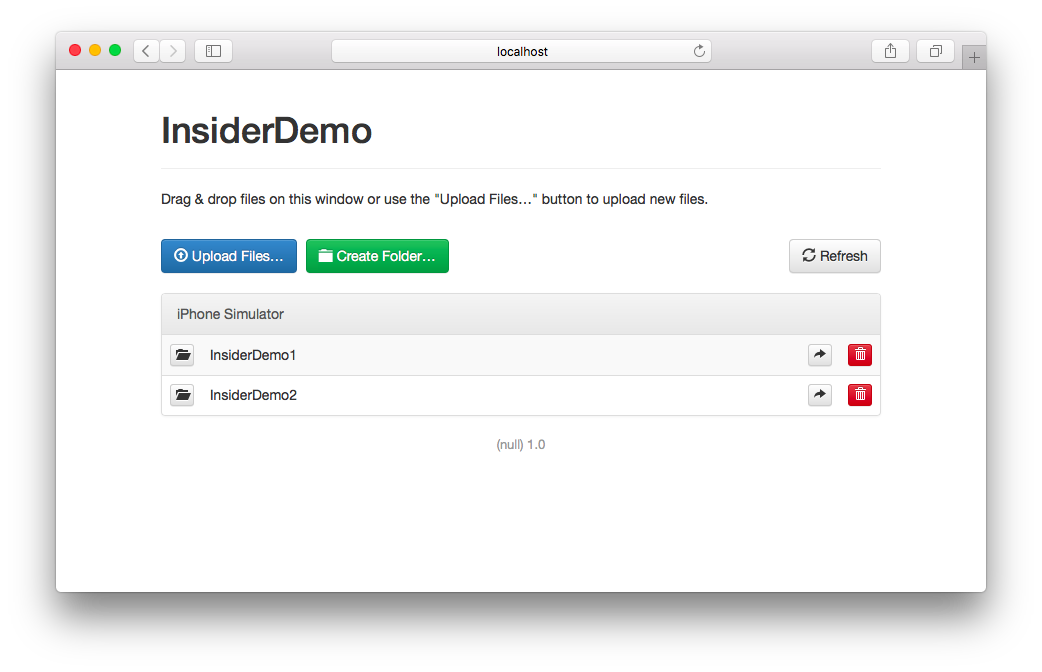 localhost
InsiderDemo
Drag & drop files on this window or use the "Upload Files…" button to upload new files.
Upload Files…
Create Folder…
Refresh
iPhone Simulator
InsiderDemo1
InsiderDemo2
(null) 1.0